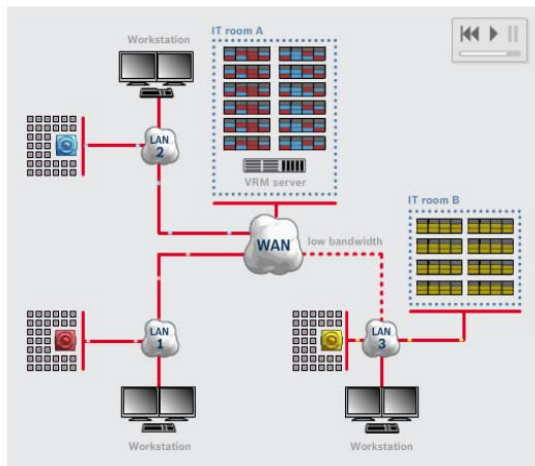 Workstation
IT room A
LAN
2
VRM server
IT room B
WAN
low bandwidth
LAN
1
LAN
3
Workstation
Workstation